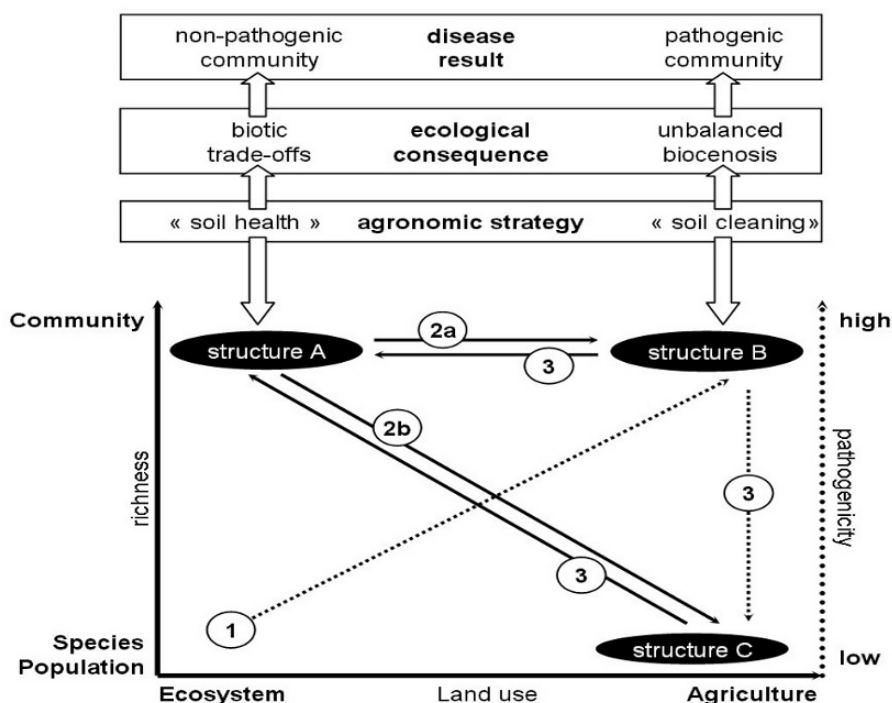 non-pathogenic
community
disease
result
pathogenic
community
biotic
trade-offs
ecological
consequence
unbalanced
biocenosis
« soil health »
agronomic strategy
« soil cleaning»
Community
high
structure A
2a
3
structure B
2b
richness
pathogenicity
3
3
1
Species
Population
structure C
low
Ecosystem
Land use
Agriculture